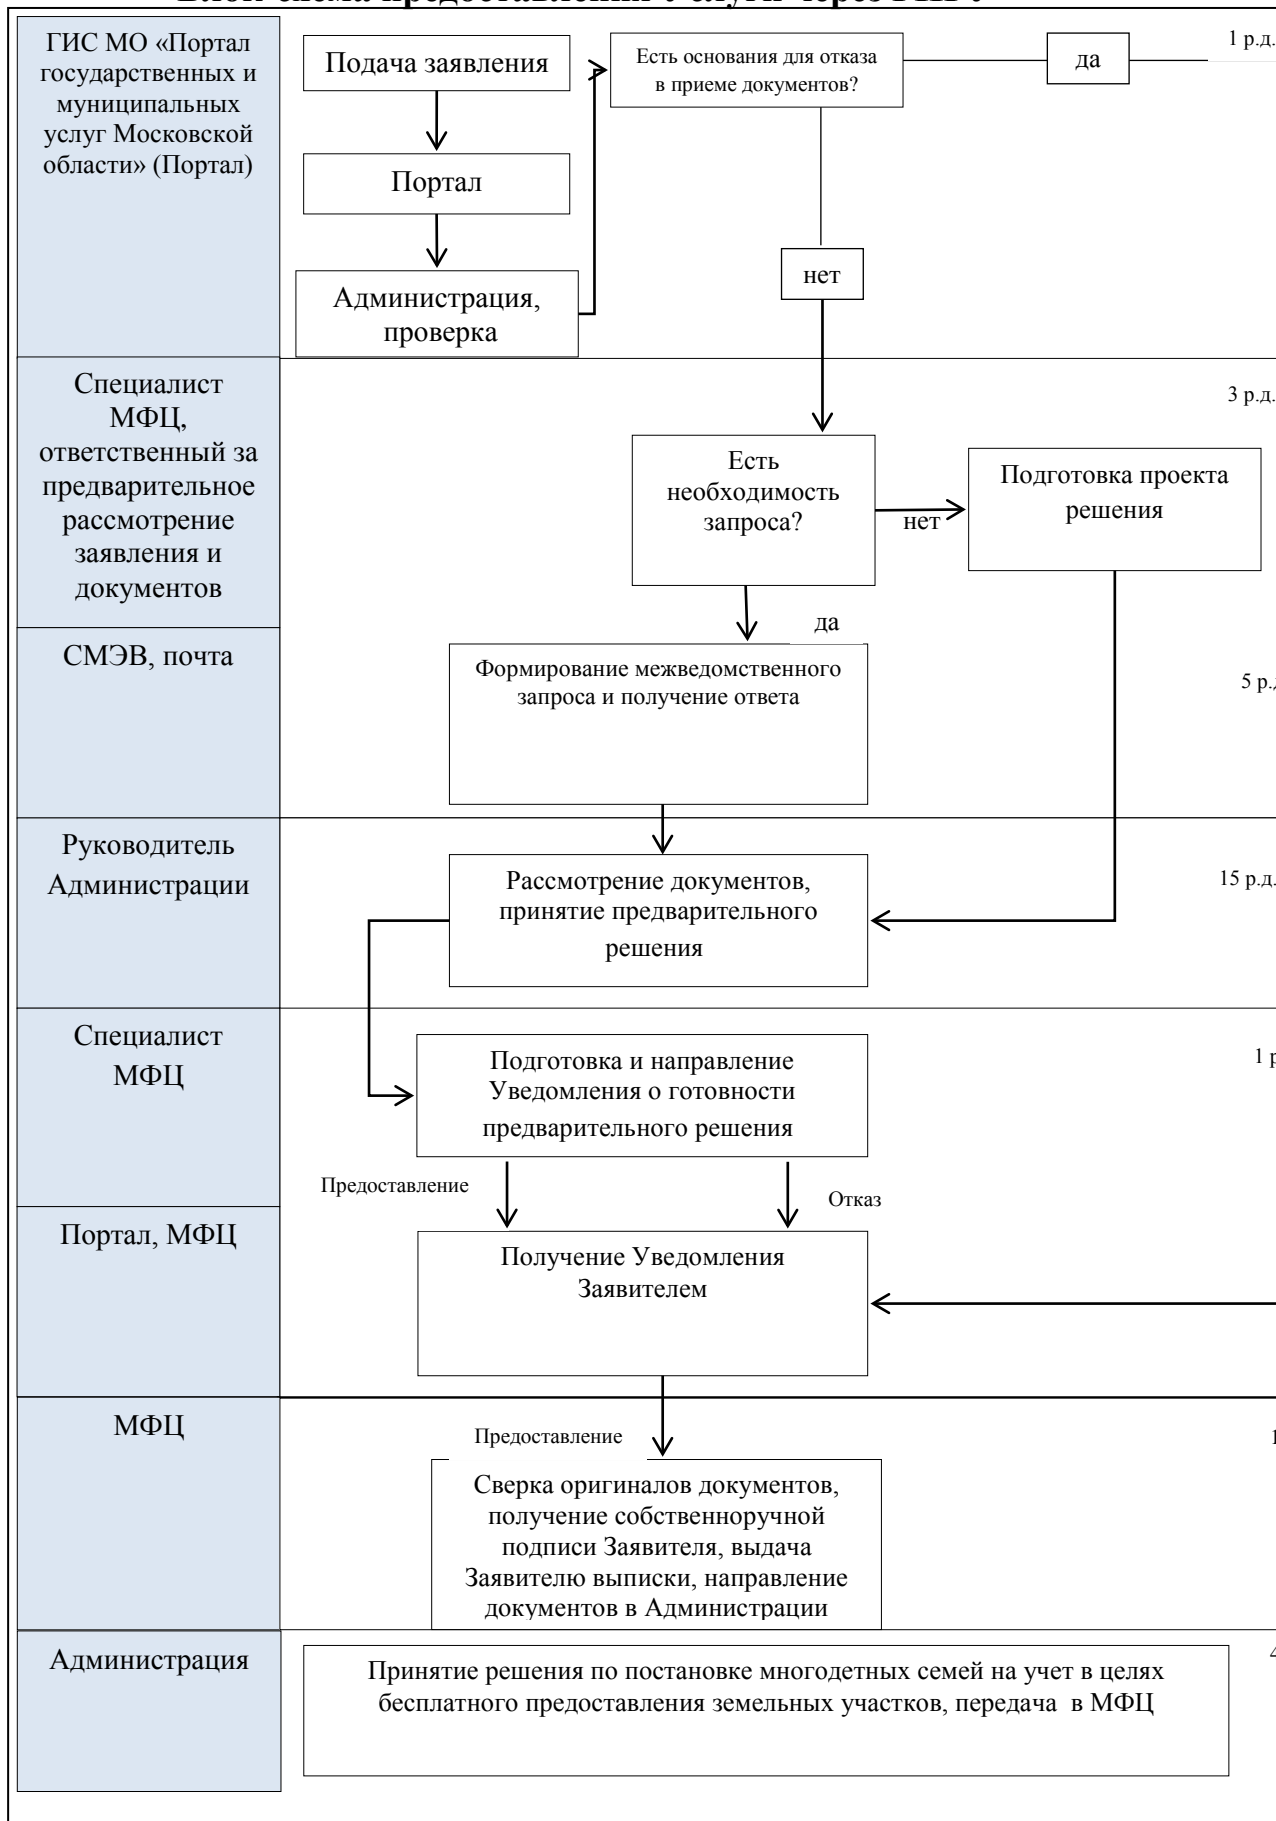 ГИС МО «Портал
государственных и
муниципальных
услуг Московской
области» (Портал)
Подача заявления
Портал
Администрация,
проверка
Есть основания для отказа
в приеме документов?
да
1 р.д.
нет
Специалист
МФЦ,
ответственный за
предварительное
рассмотрение
заявления и
документов
3 р.д.
Есть
необходимость
запроса?
нет
Подготовка проекта
решения
да
СМЭВ, почта
Формирование межведомственного
запроса и получение ответа
5 р.д
Руководитель
Администрации
Рассмотрение документов,
принятие предварительного
решения
15 р.д.
Специалист
МФЦ
Подготовка и направление
Уведомления о готовности
предварительного решения
1 р
Предоставление
Отказ
Портал, МФЦ
Получение Уведомления
Заявителем
МФЦ
Предоставление
1
Сверка оригиналов документов,
получение собственноручной
подписи Заявителя, выдача
Заявителю выписки, направление
документов в Администрации
Администрация
Принятие решения по постановке многодетных семей на учет в целях
бесплатного предоставления земельных участков, передача в МФЦ
4